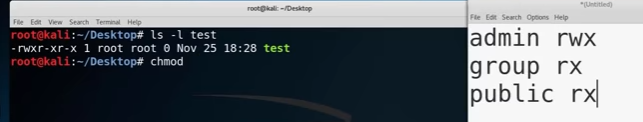 root@kali: ~/Desktop
File Edit View Search Terminal Help
root@kali:~/Desktop# ls -l test
-rwxr-xr-x 1 root root 0 Nov 25 18:28 test
root@kali:~/Desktop# chmod
*(Untitled)
File Edit Search Options Help
admin rwx
group rx
public rx